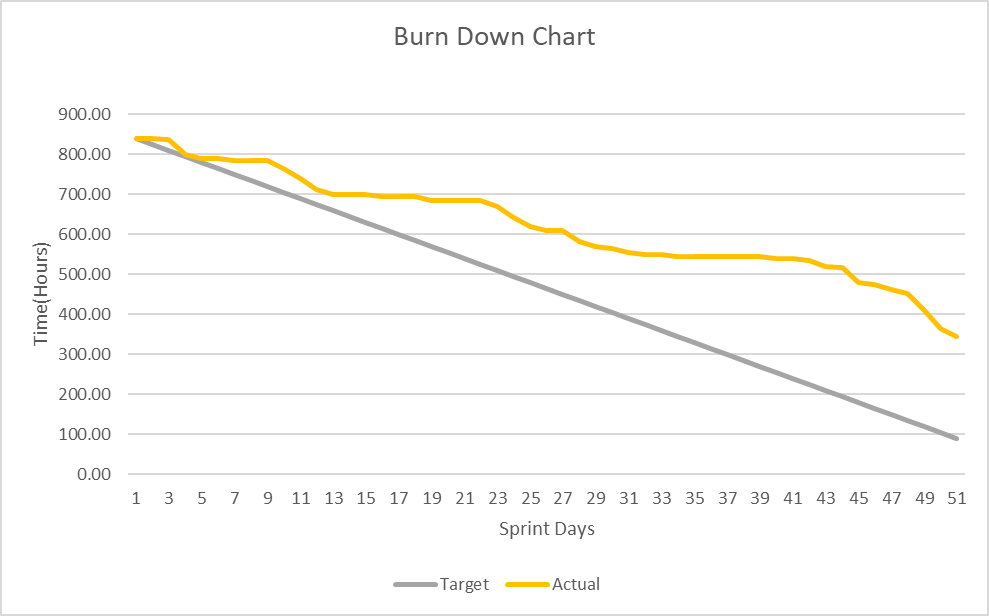 Burn Down Chart
900.00
800.00
700.00
600.00
500.00
400.00
300.00
200.00
100.00
0.00
Time(Hours)
1 3 5 7 9 11 13 15 17 19 21 23 25 27 29 31 33 35 37 39 41 43 45 47 49 51
Sprint Days
Target Actual